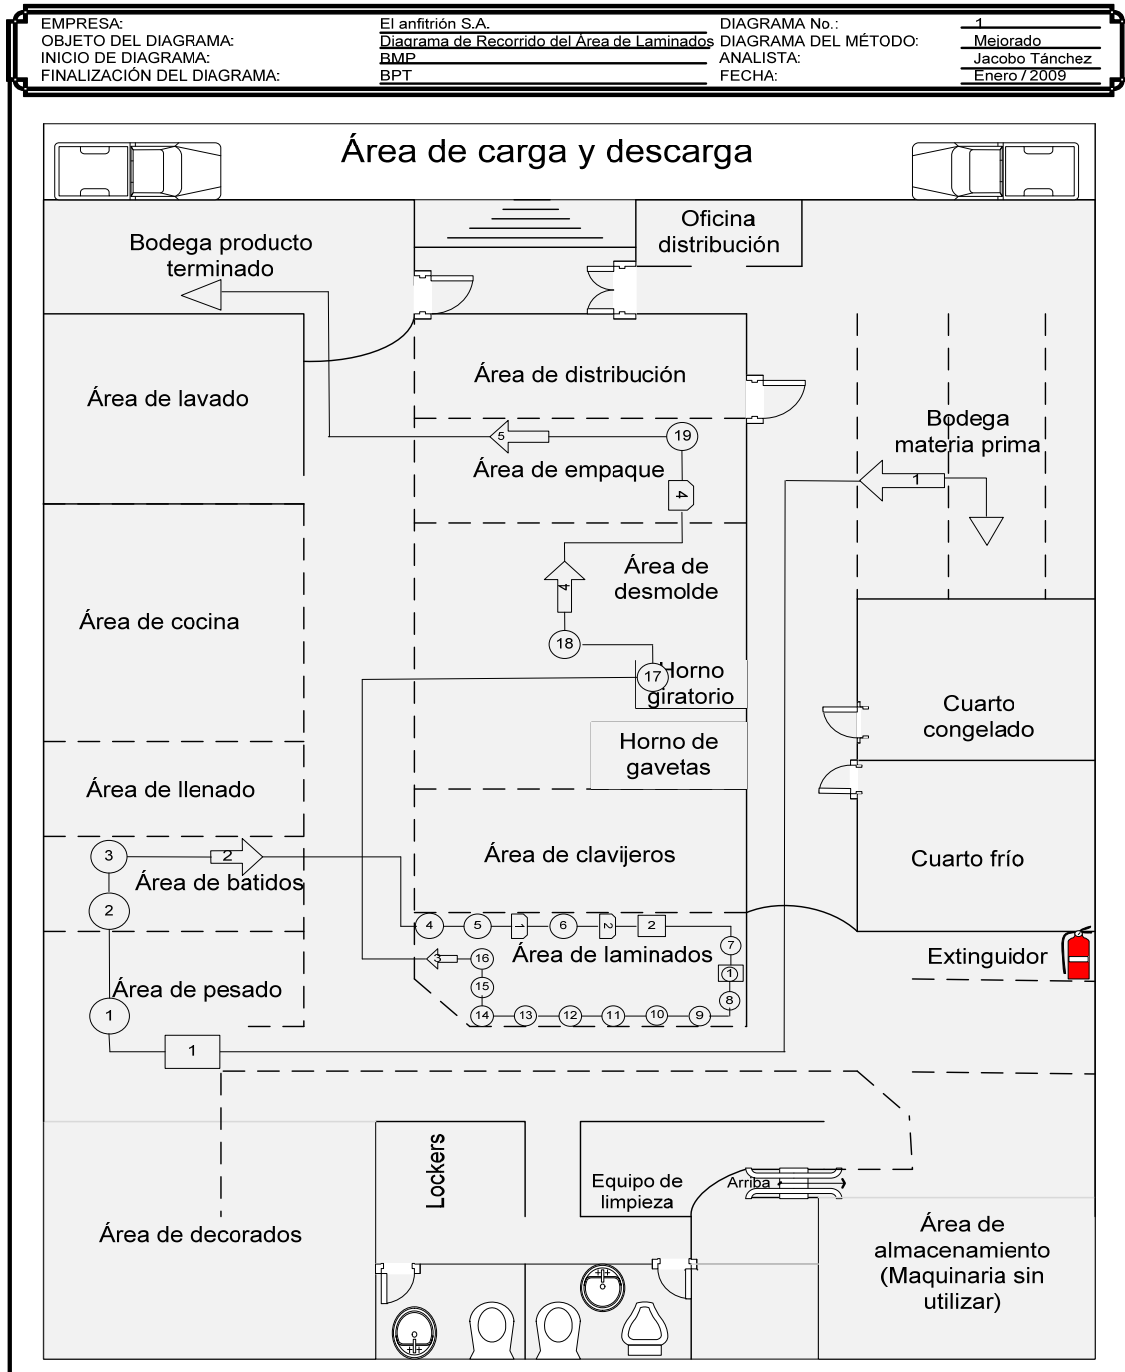 EMPRESA: El anfitrión S.A. DIAGRAMA No.: 1
OBJETO DEL DIAGRAMA: Diagrama de Recorrido del Área de Laminados DIAGRAMA DEL MÉTODO: Mejorado
INICIO DE DIAGRAMA: BMP ANALISTA: Jacobo Tánchez
FINALIZACIÓN DEL DIAGRAMA: BPT FECHA: Enero / 2009
Área de carga y descarga
Oficina
distribución
Bodega producto
terminado
Área de distribución
Área de lavado
Bodega
materia prima
5
19
Área de empaque
1
4
Área de
desmolde
4
Área de cocina
18
17
Horno
giratorio
Cuarto
congelado
Horno de
gavetas
Área de llenado
3
2
Área de batidos
Área de clavijeros
Cuarto frío
2
4
5
1
6
2
2
7
Área de laminados
3
16
1
Extinguidor
15
8
Área de pesado
1
14
13
12
11
10
9
1
Lockers
Equipo de
limpieza
Arriba
Área de decorados
Área de
almacenamiento
(Maquinaria sin
utilizar)